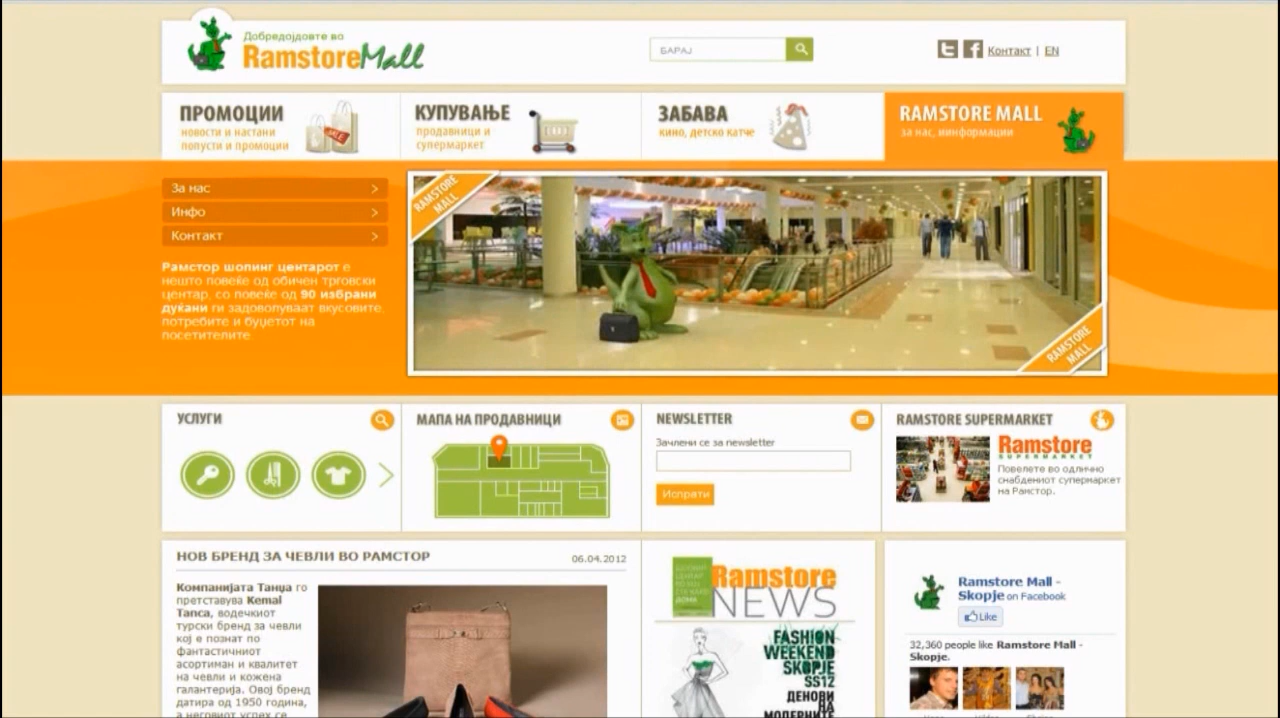 Добредојдовте во
RamstoreMall
БАРАЈ
Контакт | EN
ПРОМОЦИИ
новости и настани
попусти и промоции
SALE
КУПУВАЊЕ
продавници и
супермаркет
ЗАБАВА
кино, детско катче
RAMSTORE MALL
за нас, иинформации
За нас
Инфо
Контакт
Рамстор шопинг центарот е
нешто повеќе од обичен трговски
центар, со повеќе од 90 избрани
дуќани ги задоволуваат вкусовите,
потребите и буџетот на
посетителите.
RAMSTORE
MALL
RAMSTORE
MALL
УСЛУГИ
МАПА НА ПРОДАВНИЦИ
NEWSLETTER
Зачлени се за newsletter
Испрати
RAMSTORE SUPERMARKET
Ramstore
SUPERMARKET
Повелете во одлично
снабдениот супермаркет
на Рамстор.
НОВ БРЕНД ЗА ЧЕВЛИ ВО РАМСТОР
06.04.2012
Компанијата Танџа го
претставува Kemal
Tanca, водечкиот
турски бренд за чевли
кој е познат по
фантастичниот
асортиман и квалитет
на чевли и кожена
галантерија. Овој бренд
датира од 1950 година,
а неговиот успех се
Ramstore
NEWS
FASHION
WEEKEND
SKOPJE
SS12
ДЕНОВИ
НА
МОДЕРНИТЕ
Ramstore Mall -
Skopje on Facebook
Like
32,360 people like Ramstore Mall -
Skopje.